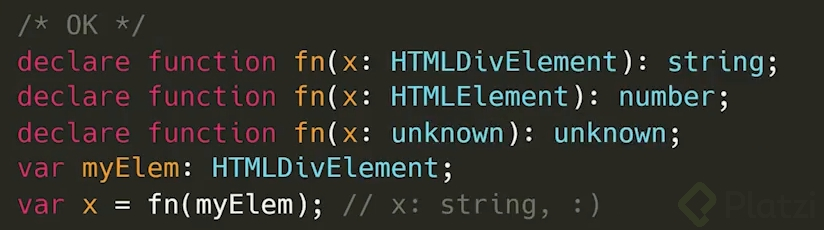 /* OK */
declare function fn(x: HTMLDivElement): string;
declare function fn(x: HTMLElement): number;
declare function fn(x: unknown): unknown;
var myElem: HTMLDivElement;
var x = fn(myElem); // x: string, :)
Platzi